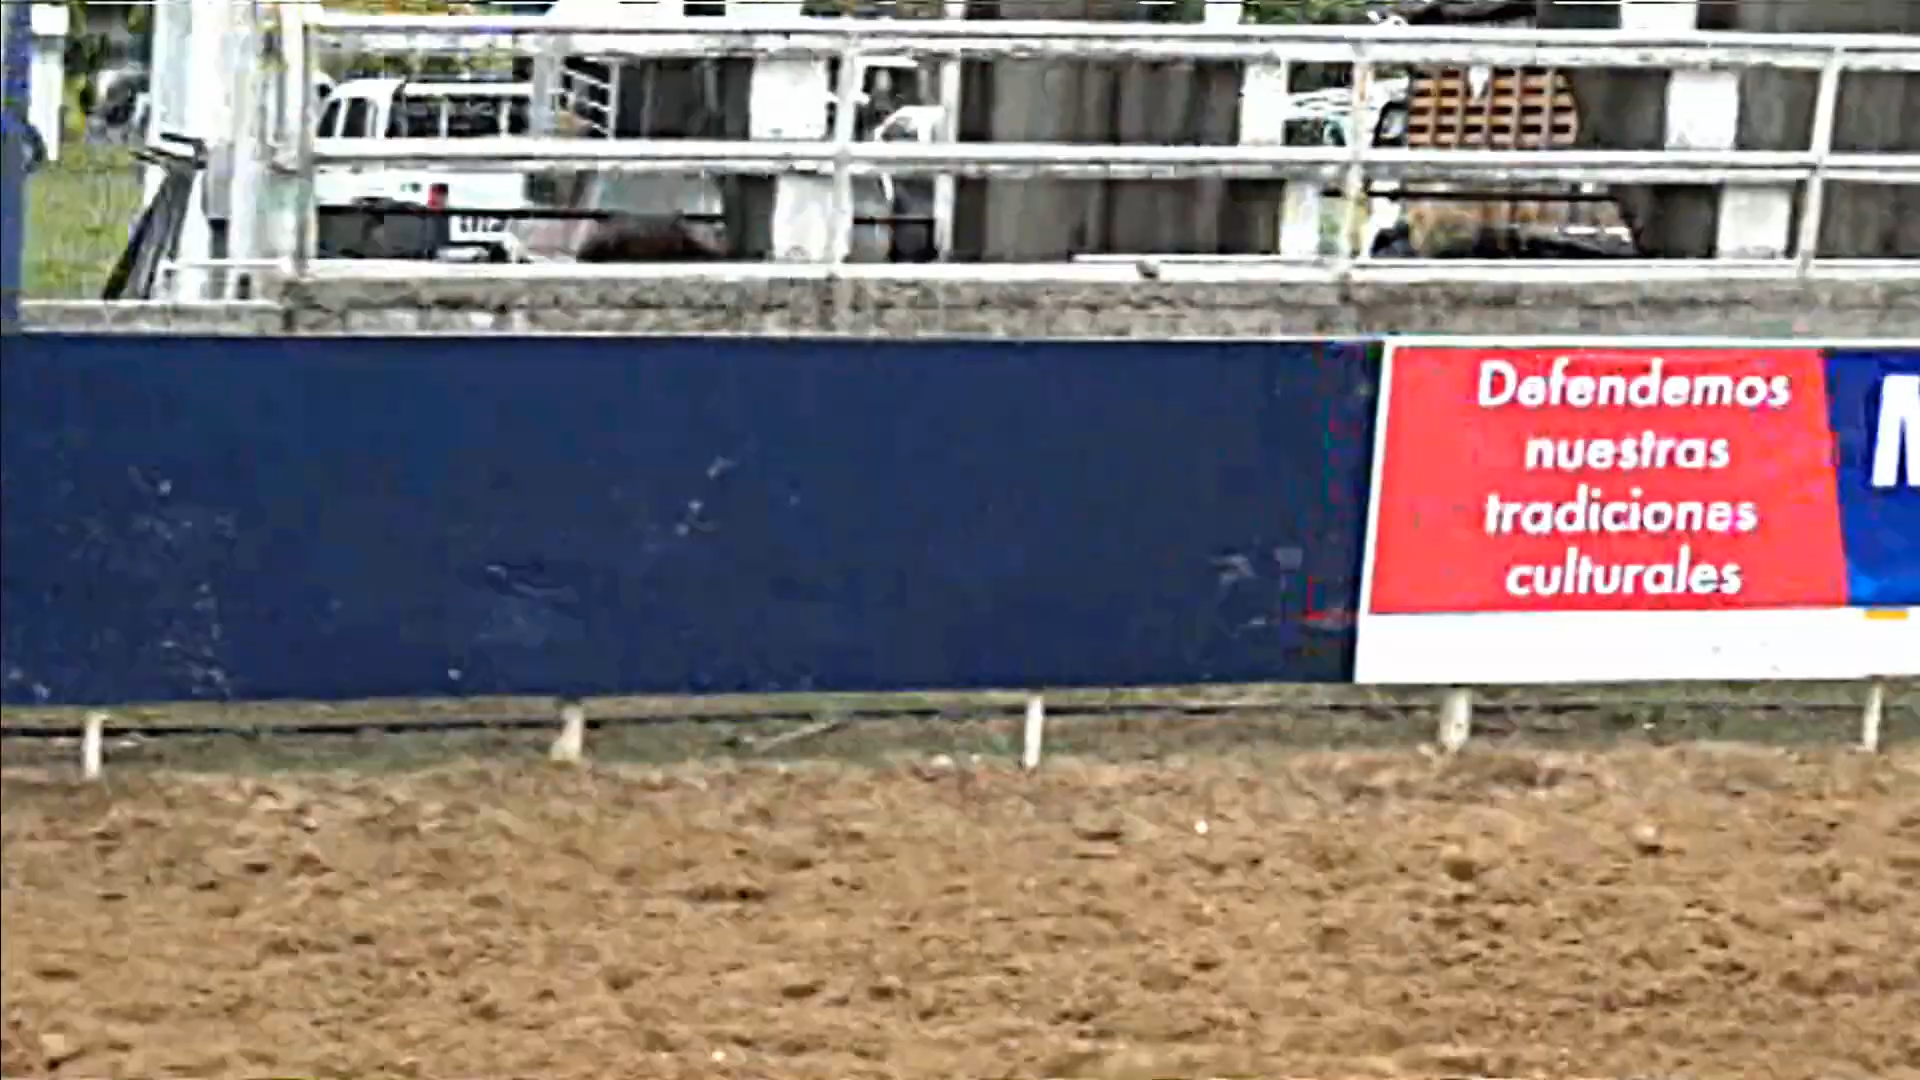 Defendemos
nuestras
tradiciones
culturales